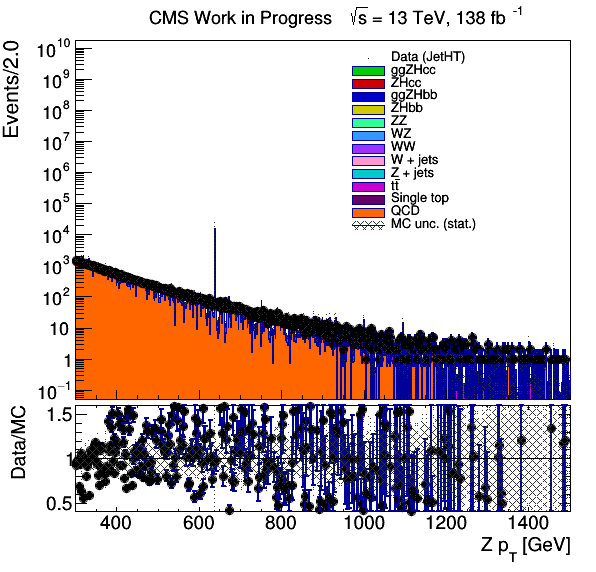 CMS Work in Progress √s = 13 TeV, 138 fb⁻¹
Events/2.0
10¹⁰
10⁹
10⁸
10⁷
10⁶
10⁵
10⁴
10³
10²
10
1
10⁻¹
Data (JetHT)
ggZHcc
ZHcc
ggZHbb
ZHbb
ZZ
WZ
WW
W + jets
Z + jets
tt̄
Single top
QCD
MC unc. (stat.)
Data/MC
1.5
1
0.5
400 600 800 1000 1200 1400
Z p_T [GeV]